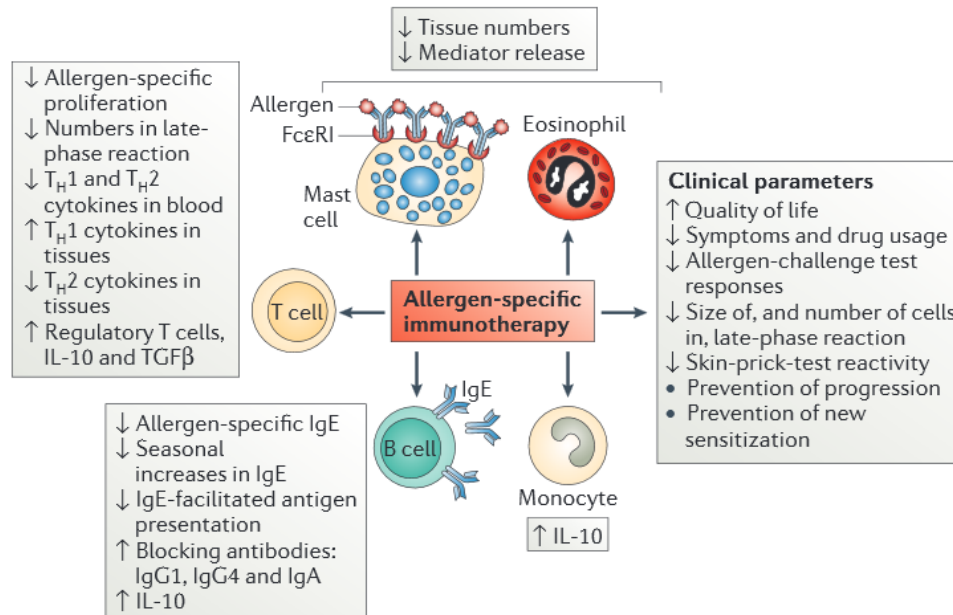 ↓ Tissue numbers
↓ Mediator release
↓ Allergen-specific
proliferation
↓ Numbers in late-
phase reaction
↓ T_H1 and T_H2
cytokines in blood
↑ T_H1 cytokines in
tissues
↓ T_H2 cytokines in
tissues
↑ Regulatory T cells,
IL-10 and TGFβ
Allergen
FcεRI
Mast
cell
Eosinophil
T cell
Allergen-specific
immunotherapy
Clinical parameters
↑ Quality of life
↓ Symptoms and drug usage
↓ Allergen-challenge test
responses
↓ Size of, and number of cells
in, late-phase reaction
↓ Skin-prick-test reactivity
• Prevention of progression
• Prevention of new
sensitization
↓ Allergen-specific IgE
↓ Seasonal
increases in IgE
↓ IgE-facilitated antigen
presentation
↑ Blocking antibodies:
IgG1, IgG4 and IgA
↑ IL-10
IgE
B cell
Monocyte
↑ IL-10